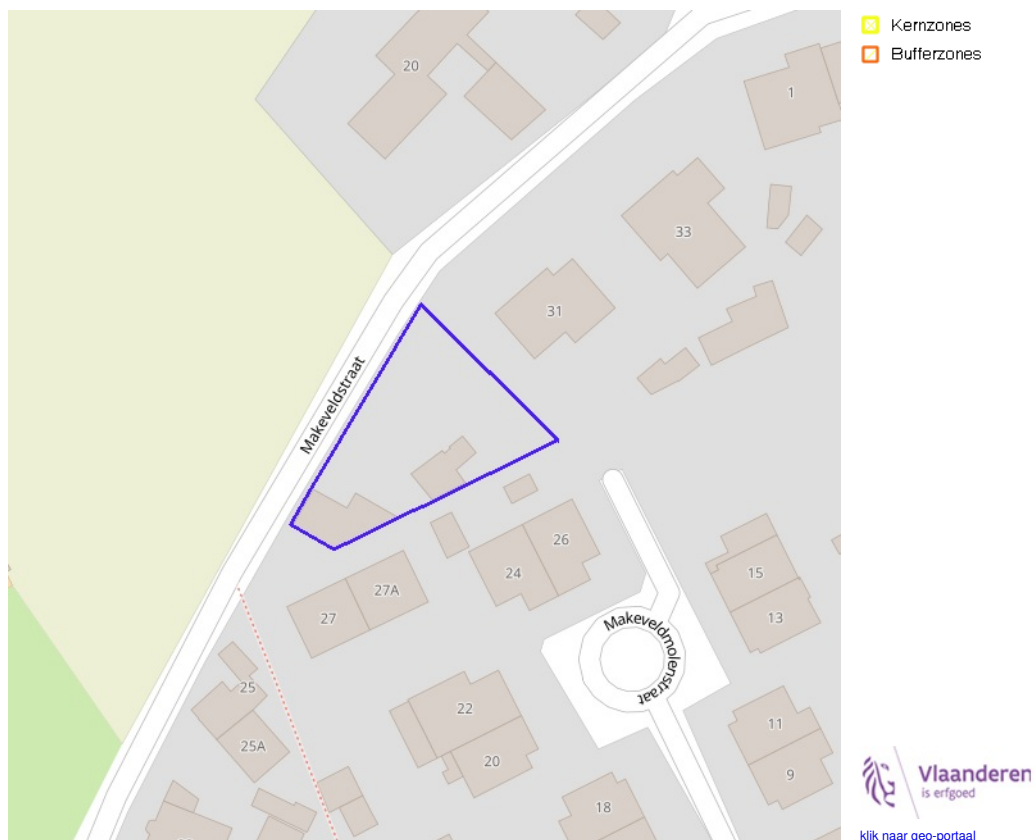 Kernzones
Bufferzones
20
1
33
31
Makeveldstraat
26
24
15
27A
27
13
Makeveldmolenstraat
25
22
11
25A
20
9
18
Vlaanderen
is erfgoed
klik naar geo-portaal